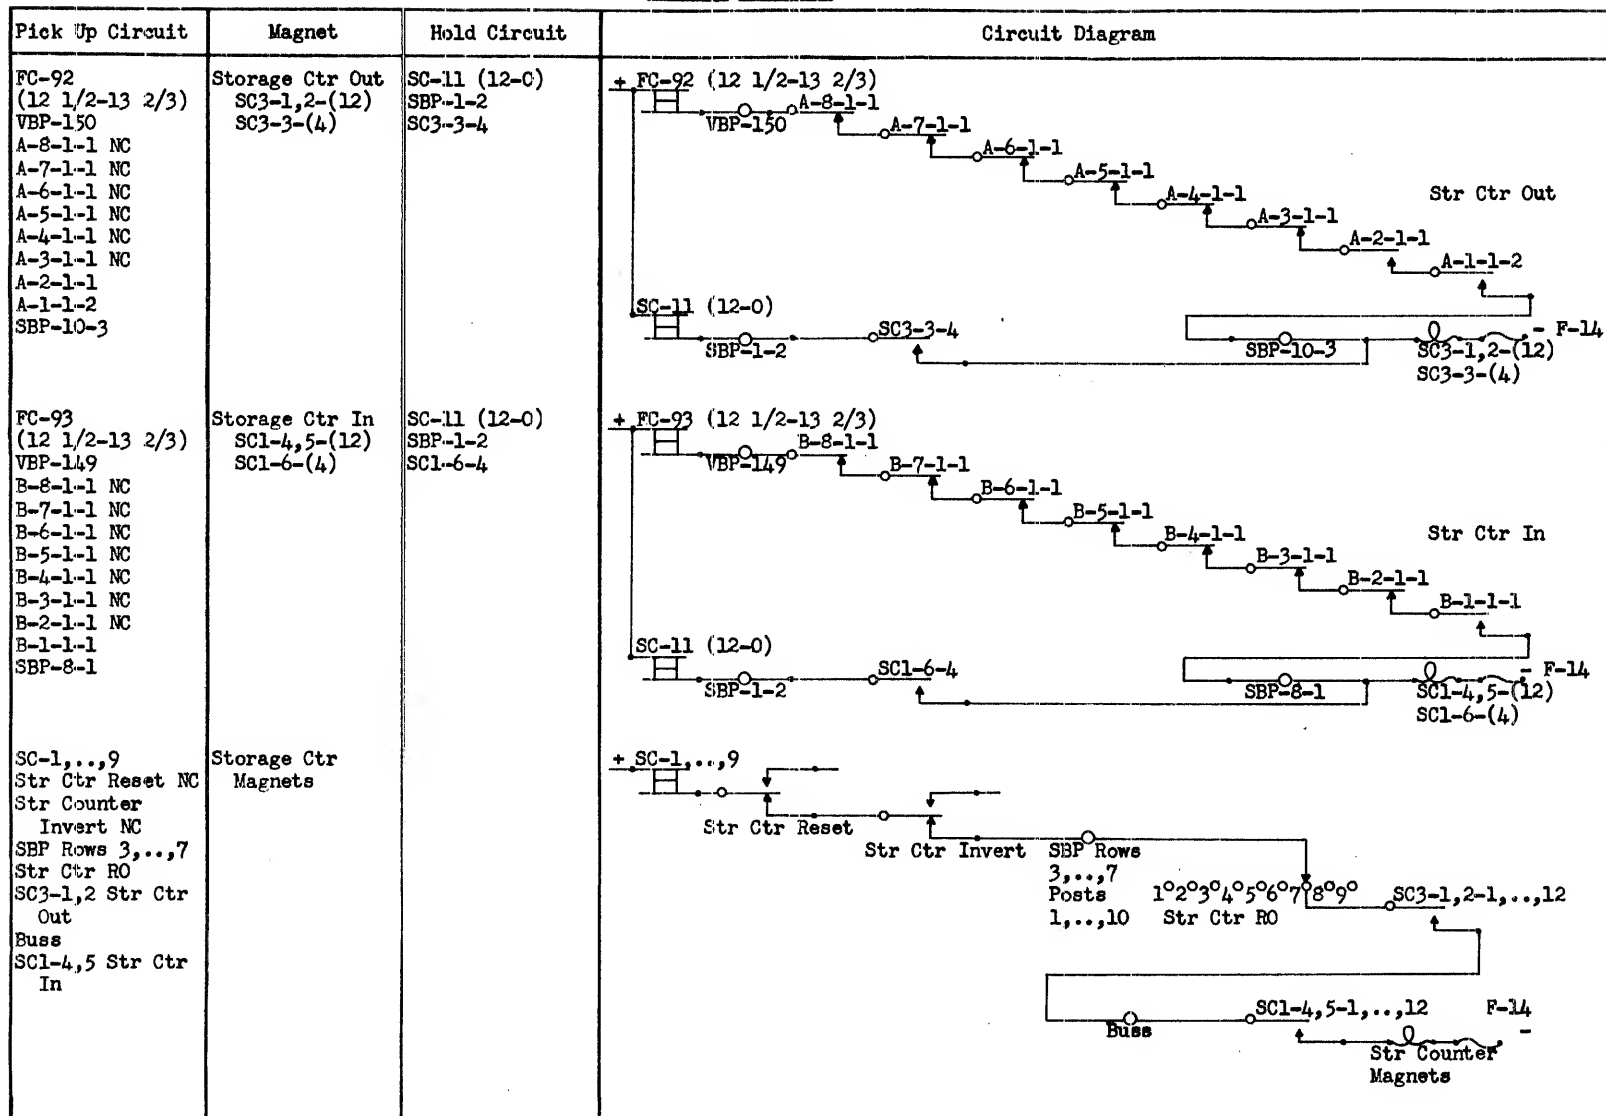 Pick Up Circuit
Magnet
Hold Circuit
Circuit Diagram
FC-92
(12 1/2-13 2/3)
VBP-150
A-8-1-1 NC
A-7-1-1 NC
A-6-1-1 NC
A-5-1-1 NC
A-4-1-1 NC
A-3-1-1 NC
A-2-1-1
A-1-1-2
SBP-10-3
Storage Ctr Out
SC3-1,2-(12)
SC3-3-(4)
SC-11 (12-0)
SBP-1-2
SC3-3-4
+ FC-92 (12 1/2-13 2/3)
VBP-150
A-8-1-1
A-7-1-1
A-6-1-1
A-5-1-1
A-4-1-1
A-3-1-1
A-2-1-1
A-1-1-2
Str Ctr Out
SC-11 (12-0)
SBP-1-2
SC3-3-4
SBP-10-3
- F-14
SC3-1,2-(12)
SC3-3-(4)
FC-93
(12 1/2-13 2/3)
VBP-149
B-8-1-1 NC
B-7-1-1 NC
B-6-1-1 NC
B-5-1-1 NC
B-4-1-1 NC
B-3-1-1 NC
B-2-1-1 NC
B-1-1-1
SBP-8-1
Storage Ctr In
SC1-4,5-(12)
SC1-6-(4)
SC-11 (12-0)
SBP-1-2
SC1-6-4
+ FC-93 (12 1/2-13 2/3)
VBP-149
B-8-1-1
B-7-1-1
B-6-1-1
B-5-1-1
B-4-1-1
B-3-1-1
B-2-1-1
B-1-1-1
Str Ctr In
SC-11 (12-0)
SBP-1-2
SC1-6-4
SBP-8-1
- F-14
SC1-4,5-(12)
SC1-6-(4)
SC-1,..,9
Str Ctr Reset NC
Str Counter
Invert NC
SBP Rows 3,..,7
Str Ctr RO
SC3-1,2 Str Ctr
Out
Buss
SC1-4,5 Str Ctr
In
Storage Ctr
Magnets
+ SC-1,..,9
Str Ctr Reset
Str Ctr Invert
SBP Rows
3,..,7
Posts
1,..,10
1 2 3 4 5 6 7 8 9
Str Ctr RO
SC3-1,2-1,..,12
Buss
SC1-4,5-1,..,12
F-14
-
Str Counter
Magnets